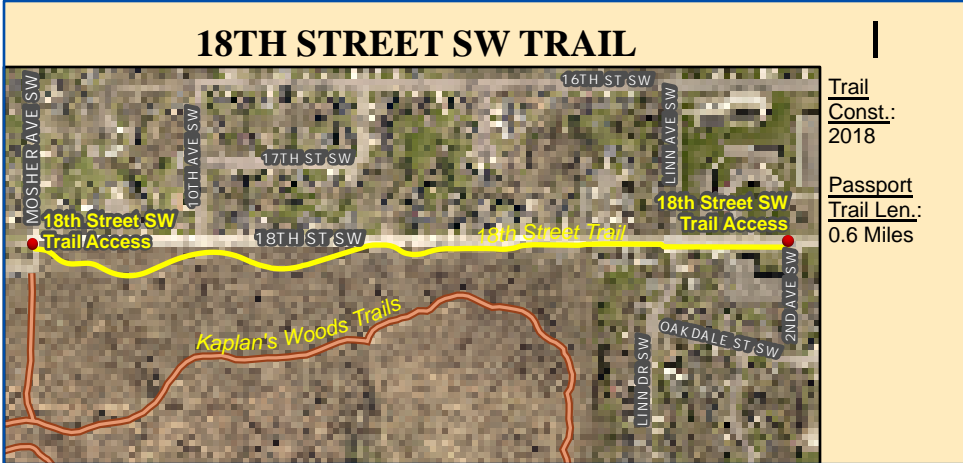 18TH STREET SW TRAIL
MOSHER AVE SW
10TH AVE SW
16TH ST SW
LINN AVE SW
17TH ST SW
18th Street SW
Trail Access
18TH ST SW
18th Street Trail
18th Street SW
Trail Access
2ND AVE SW
Kaplan's Woods Trails
OAKDALE ST SW
LINN DR SW
Trail
Const.:
2018
Passport
Trail Len.:
0.6 Miles